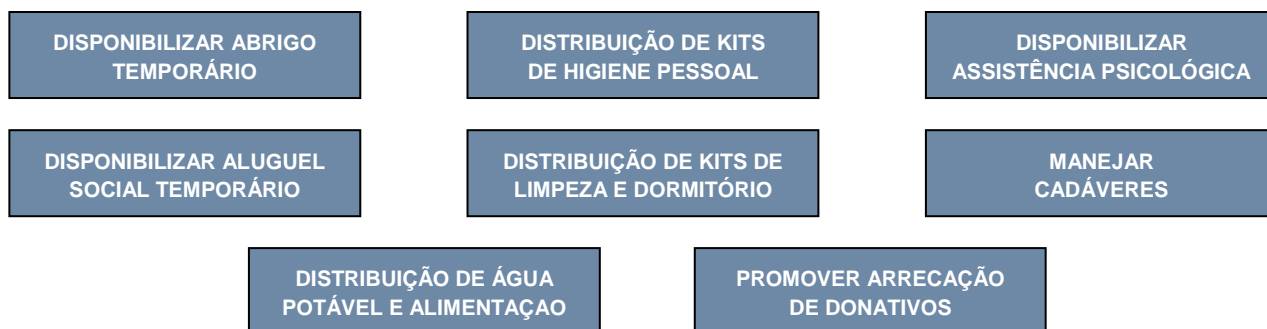 DISPONIBILIZAR ABRIGO
TEMPORÁRIO
DISTRIBUIÇÃO DE KITS
DE HIGIENE PESSOAL
DISPONIBILIZAR
ASSISTÊNCIA PSICOLÓGICA
DISPONIBILIZAR ALUGUEL
SOCIAL TEMPORÁRIO
DISTRIBUIÇÃO DE KITS DE
LIMPEZA E DORMITÓRIO
MANEJAR
CADÁVERES
DISTRIBUIÇÃO DE ÁGUA
POTÁVEL E ALIMENTAÇAO
PROMOVER ARRECAÇÃO
DE DONATIVOS